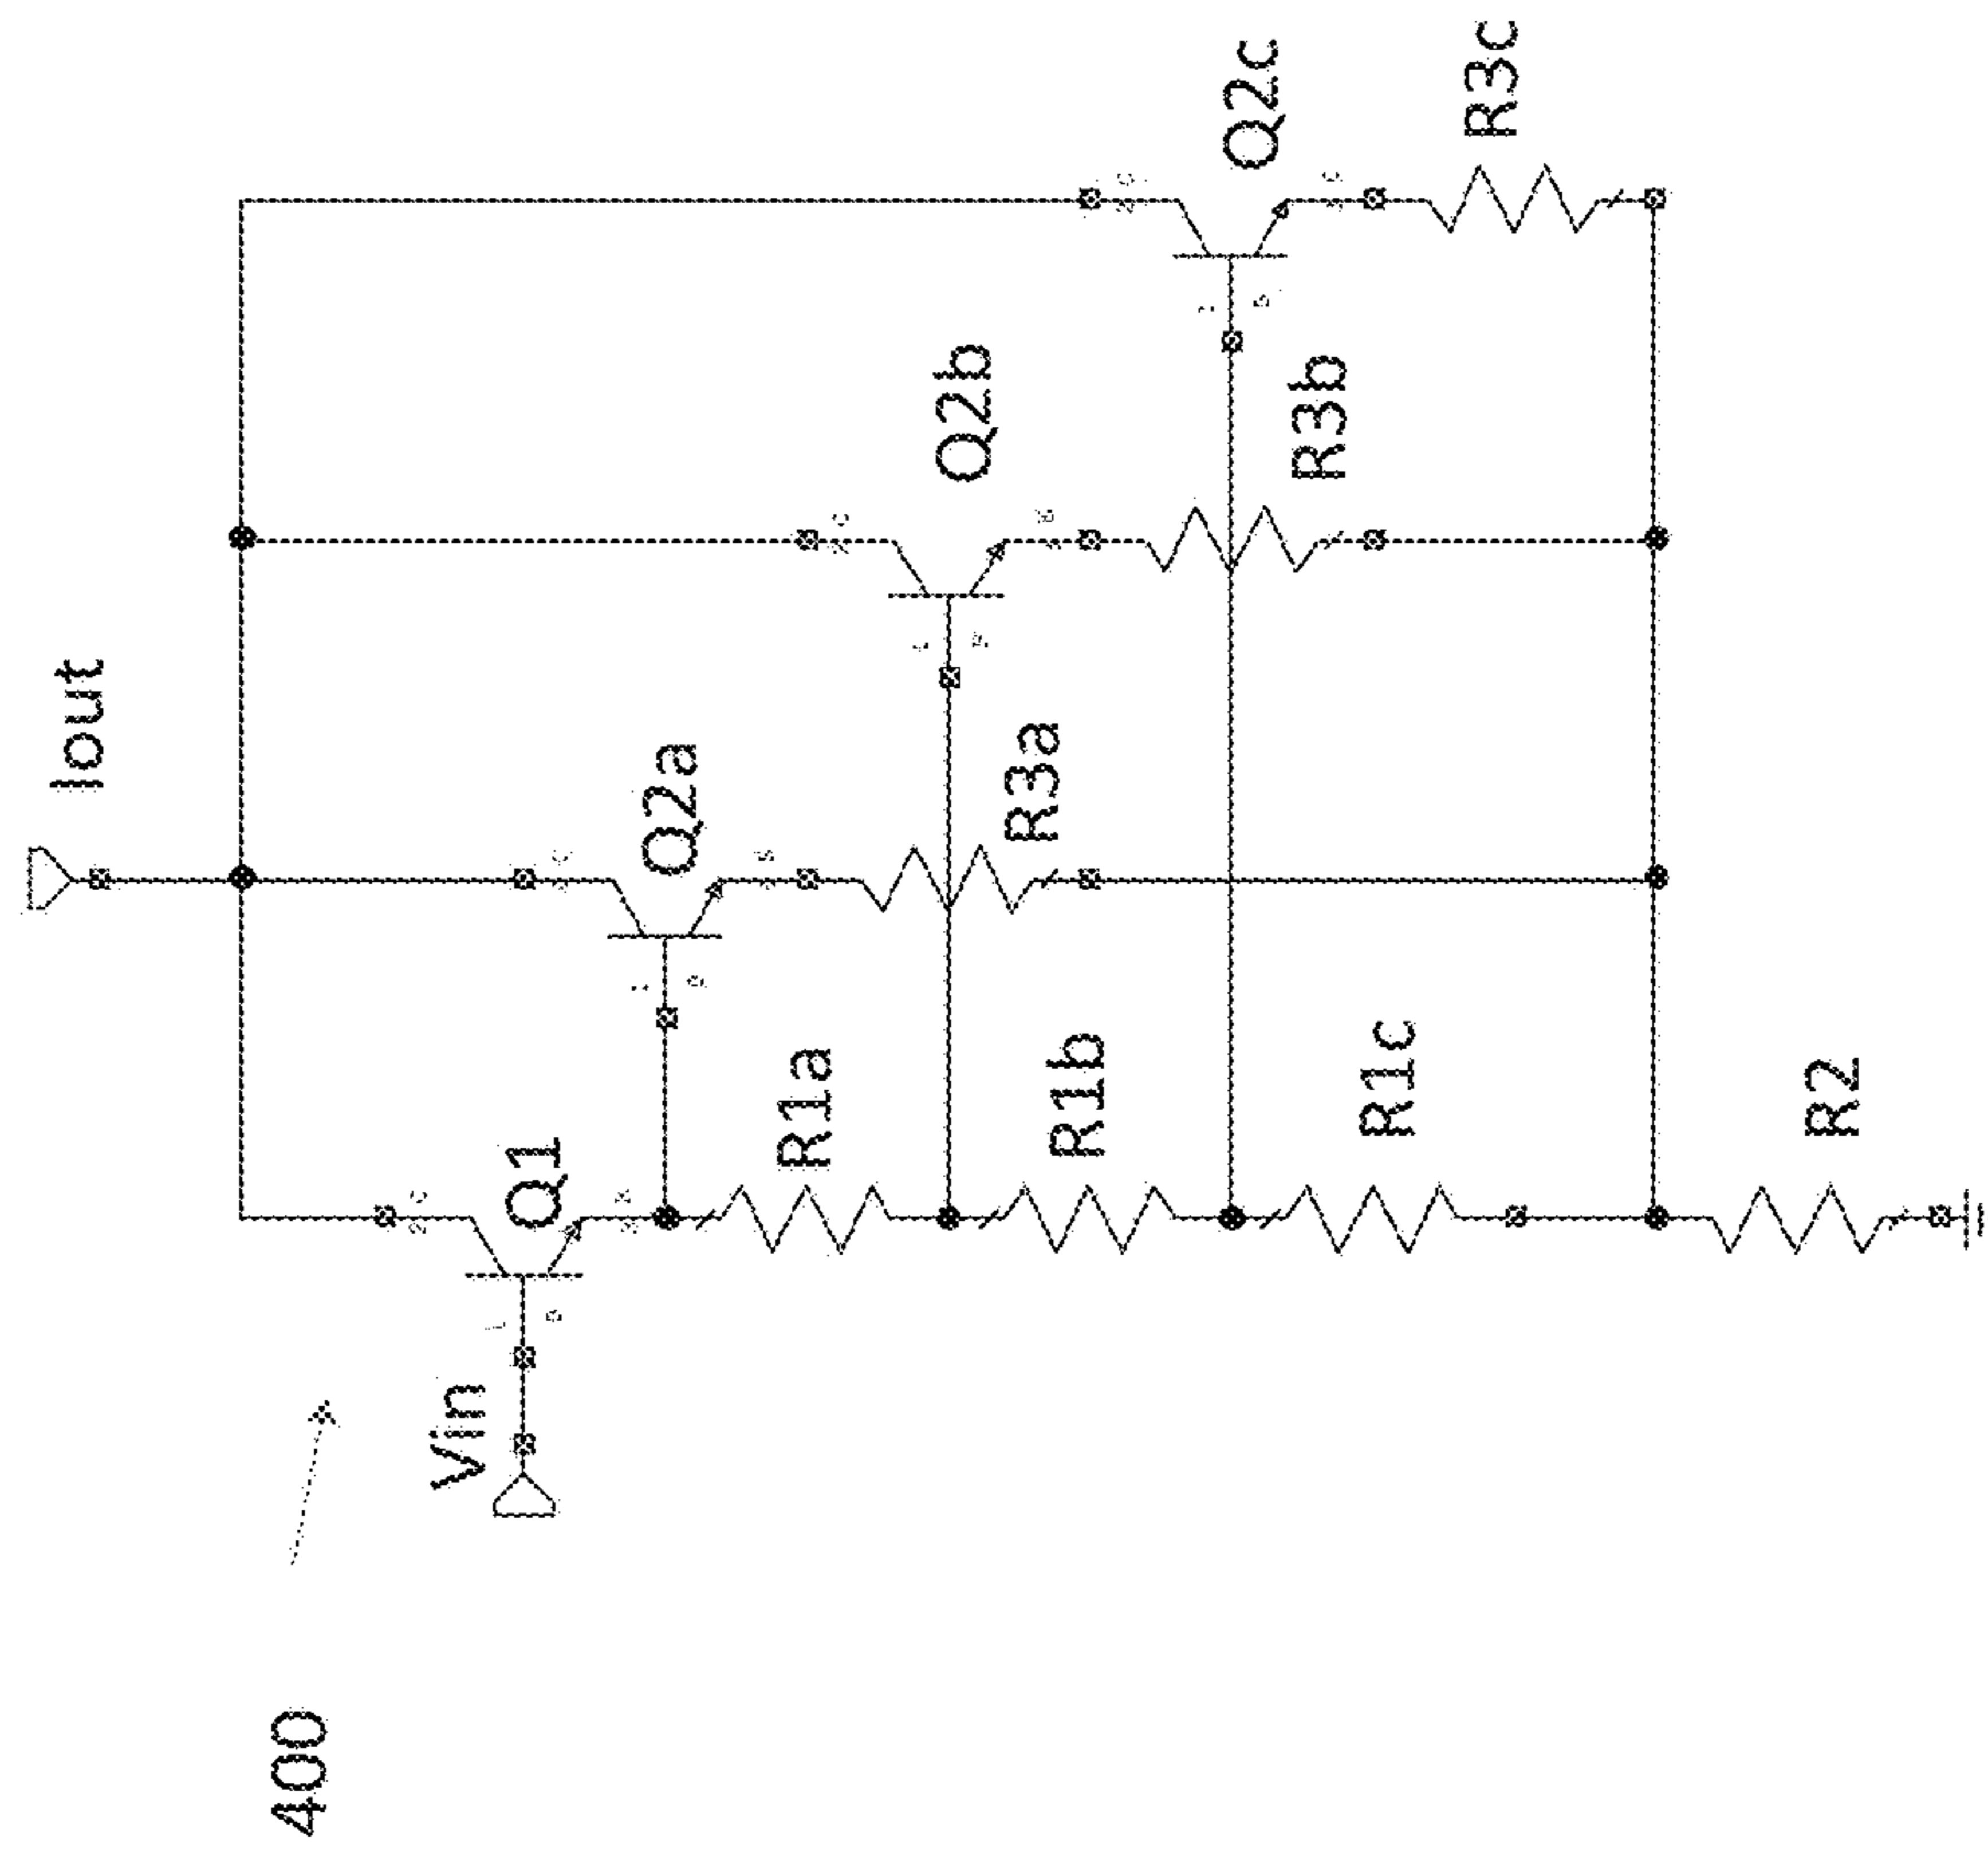 Iout
Q2c
R3c
Q2b
R3b
Q2a
R3a
Q1
R1a
R1b
R1c
R2
Vin
400